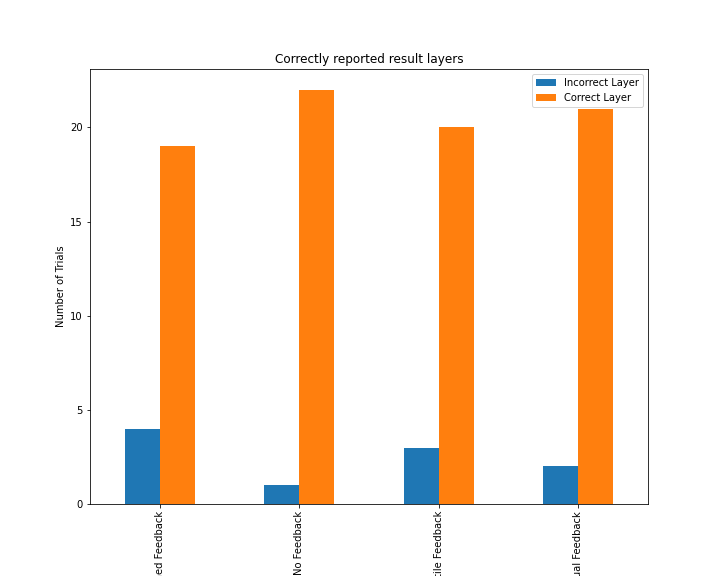 Correctly reported result layers
Incorrect Layer
Correct Layer
Number of Trials
20
15
10
5
0
ed Feedback
No Feedback
tile Feedback
ual Feedback